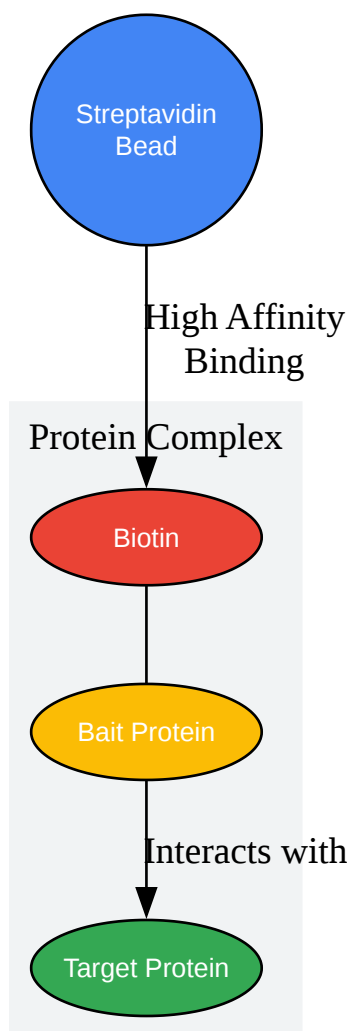 Streptavidin
Bead
High Affinity
Binding
Protein Complex
Biotin
Bait Protein
Interacts with
Target Protein